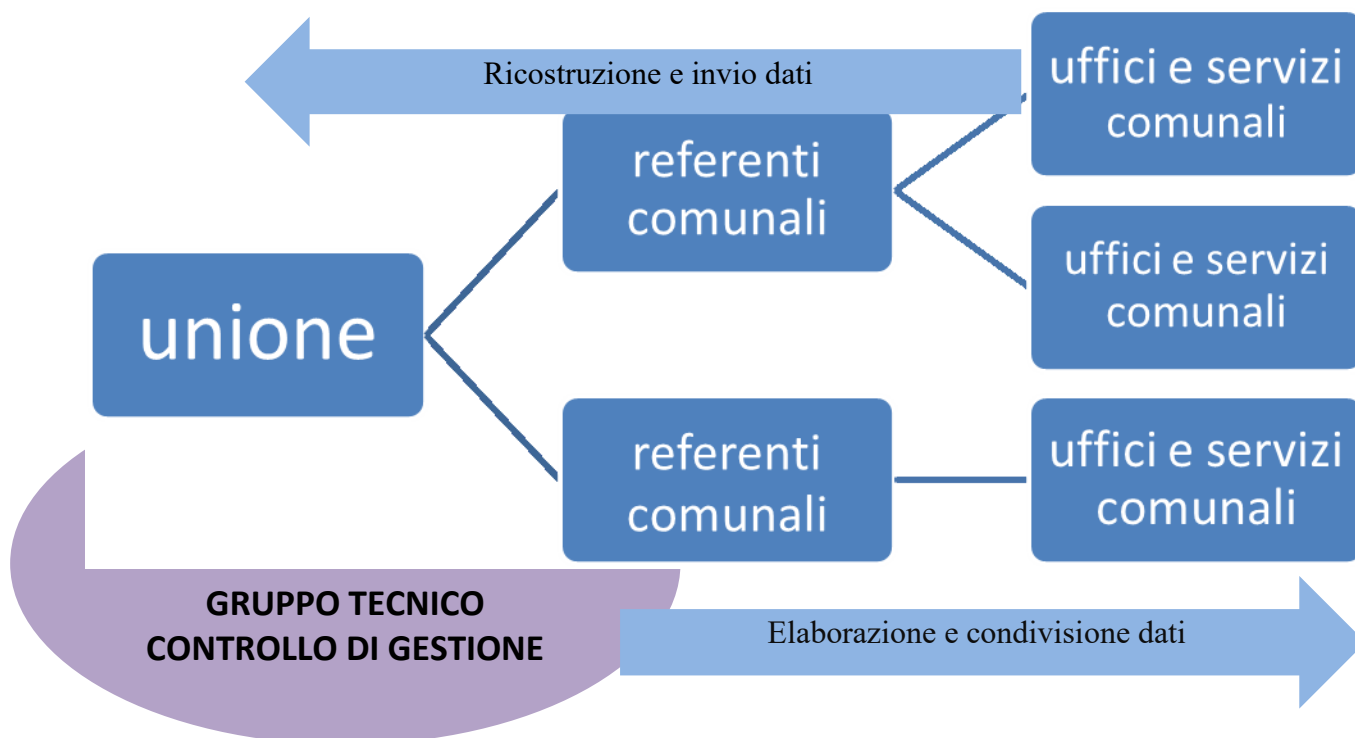 Ricostruzione e invio dati
uffici e servizi
comunali
referenti
comunali
uffici e servizi
comunali
unione
referenti
comunali
uffici e servizi
comunali
GRUPPO TECNICO
CONTROLLO DI GESTIONE
Elaborazione e condivisione dati